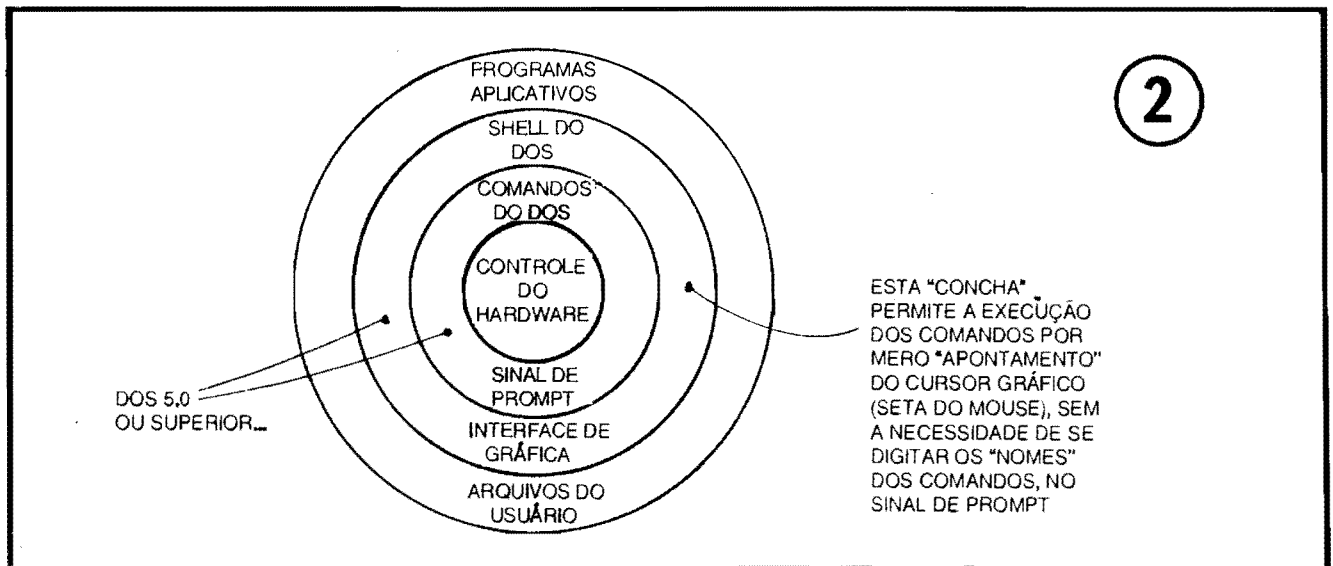 2
PROGRAMAS
APLICATIVOS
SHELL DO
DOS
COMANDOS
DO DOS
CONTROLE
DO
HARDWARE
SINAL DE
PROMPT
INTERFACE DE
GRÁFICA
ARQUIVOS DO
USUÁRIO
DOS 5.0
OU SUPERIOR...
ESTA "CONCHA"
PERMITE A EXECUÇÃO
DOS COMANDOS POR
MERO "APONTAMENTO"
DO CURSOR GRÁFICO
(SETA DO MOUSE), SEM
A NECESSIDADE DE SE
DIGITAR OS "NOMES"
DOS COMANDOS, NO
SINAL DE PROMPT